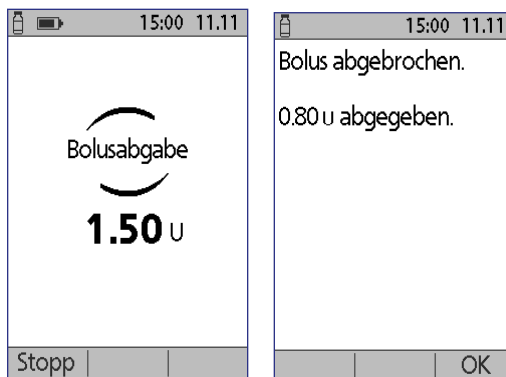 15:00 11.11
Bolusabgabe
1.50 U
Stopp
15:00 11.11
Bolus abgebrochen.
0.80 U abgegeben.
OK